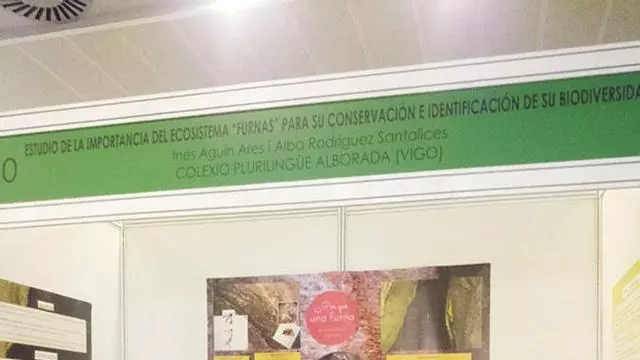 ESTUDIO DE LA IMPORTANCIA DEL ECOSISTEMA "FURNAS" PARA SU CONSERVACIÓN E IDENTIFICACIÓN DE SU BIODIVERSIDA
O
Inés Aguín Ares i Alba Rodríguez Santalices
COLEXIO PLURILINGÜE ALBORADA (VIGO)
una furna